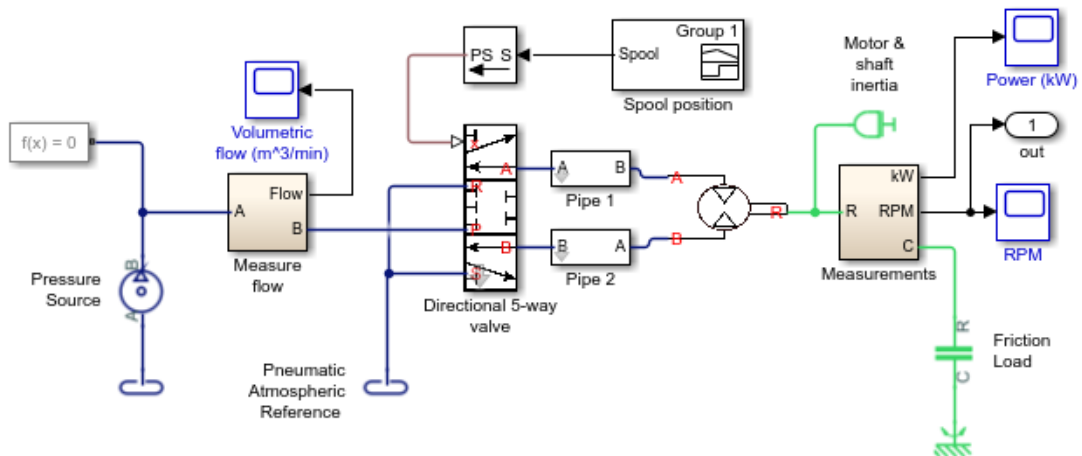 Group 1
PS S
Spool
Spool position
Motor &
shaft
inertia
Power (kW)
f(x) = 0
Volumetric
flow (m^3/min)
1
out
Flow
A
B
Measure
flow
X
A
R
P
B
S
Directional 5-way
valve
A
B
Pipe 1
B
A
Pipe 2
A
B
R
kW
R
RPM
C
Measurements
RPM
Pressure
Source
B
A
Pneumatic
Atmospheric
Reference
R
C
Friction
Load